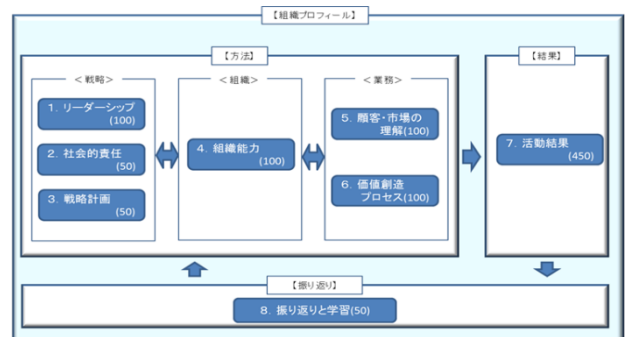 【組織プロフィール】
【方法】
【結果】
＜戦略＞
＜組織＞
＜業務＞
1. リーダーシップ
(100)
2. 社会的責任
(50)
3. 戦略計画
(50)
4. 組織能力
(100)
5. 顧客・市場の
理解(100)
6. 価値創造
プロセス(100)
7. 活動結果
(450)
【振り返り】
8. 振り返りと学習(50)